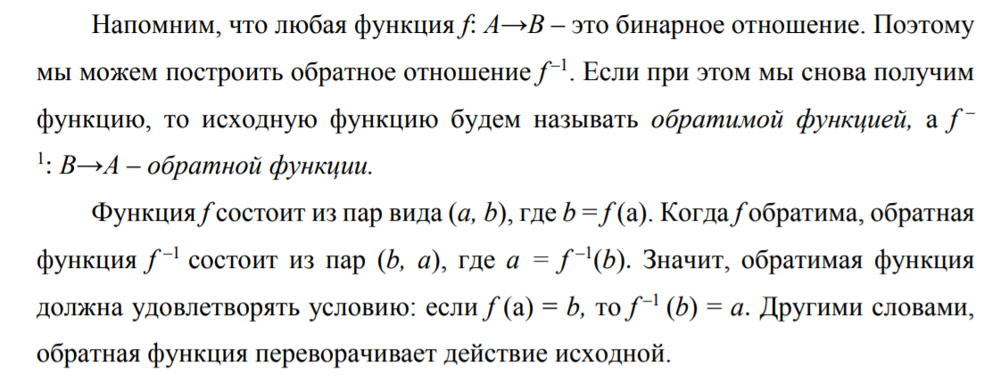 Напомним, что любая функция f: A→B – это бинарное отношение. Поэтому
мы можем построить обратное отношение f⁻¹. Если при этом мы снова получим
функцию, то исходную функцию будем называть обратимой функцией, а f ⁻
¹: B→A – обратной функции.
Функция f состоит из пар вида (a, b), где b = f (a). Когда f обратима, обратная
функция f ⁻¹ состоит из пар (b, a), где a = f ⁻¹(b). Значит, обратимая функция
должна удовлетворять условию: если f (a) = b, то f⁻¹ (b) = a. Другими словами,
обратная функция переворачивает действие исходной.